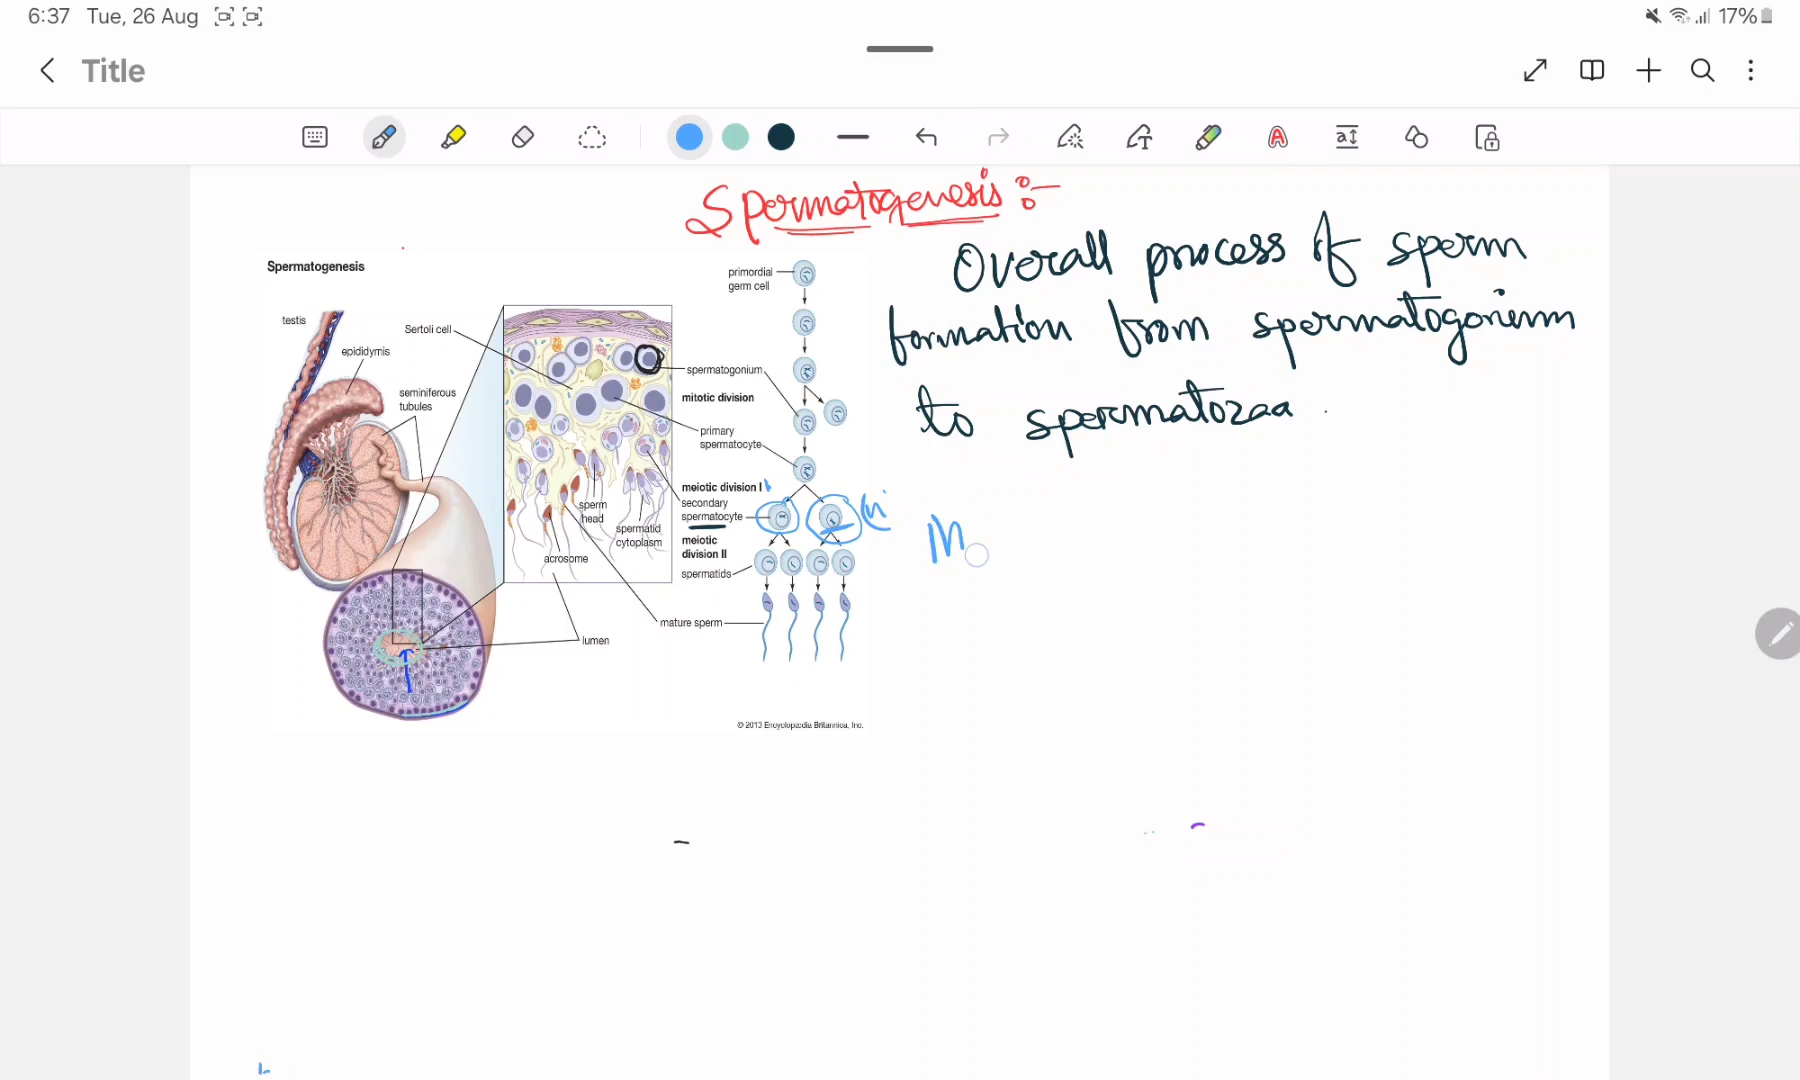 6:37 Tue, 26 Aug
17%
Title
Spermatogenesis :-
Overall process of sperm
formation from spermatogonium
to spermatozaa .
Spermatogenesis
testis
epididymis
seminiferous
tubules
Sertoli cell
primordial
germ cell
spermatogonium
mitotic division
primary
spermatocyte
meiotic division I
secondary
spermatocyte
meiotic
division II
spermatids
mature sperm
sperm
head
spermatid
cytoplasm
acrosome
lumen
© 2013 Encyclopædia Britannica, Inc.
(n
M